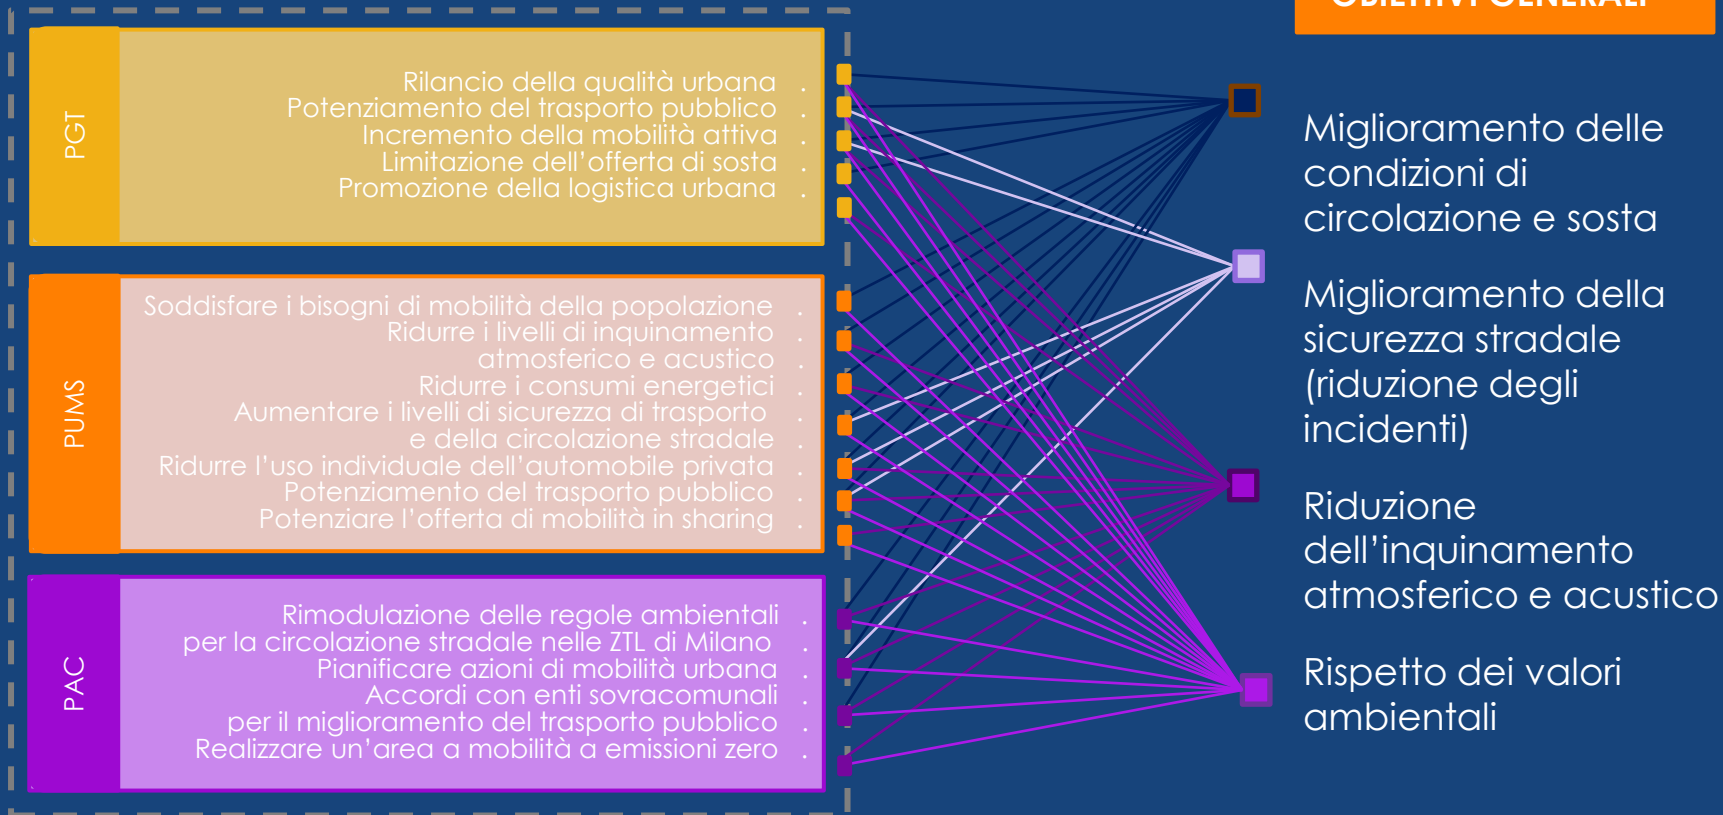 OBIETTIVI GENERALI
PGT
Rilancio della qualità urbana .
Potenziamento del trasporto pubblico .
Incremento della mobilità attiva .
Limitazione dell’offerta di sosta .
Promozione della logistica urbana .
PUMS
Soddisfare i bisogni di mobilità della popolazione .
Ridurre i livelli di inquinamento
atmosferico e acustico .
Ridurre i consumi energetici .
Aumentare i livelli di sicurezza di trasporto .
e della circolazione stradale .
Ridurre l’uso individuale dell’automobile privata .
Potenziamento del trasporto pubblico .
Potenziare l’offerta di mobilità in sharing .
PAC
Rimodulazione delle regole ambientali .
per la circolazione stradale nelle ZTL di Milano .
Pianificare azioni di mobilità urbana .
Accordi con enti sovracomunali .
per il miglioramento del trasporto pubblico .
Realizzare un’area a mobilità a emissioni zero .
Miglioramento delle
condizioni di
circolazione e sosta
Miglioramento della
sicurezza stradale
(riduzione degli
incidenti)
Riduzione
dell’inquinamento
atmosferico e acustico
Rispetto dei valori
ambientali